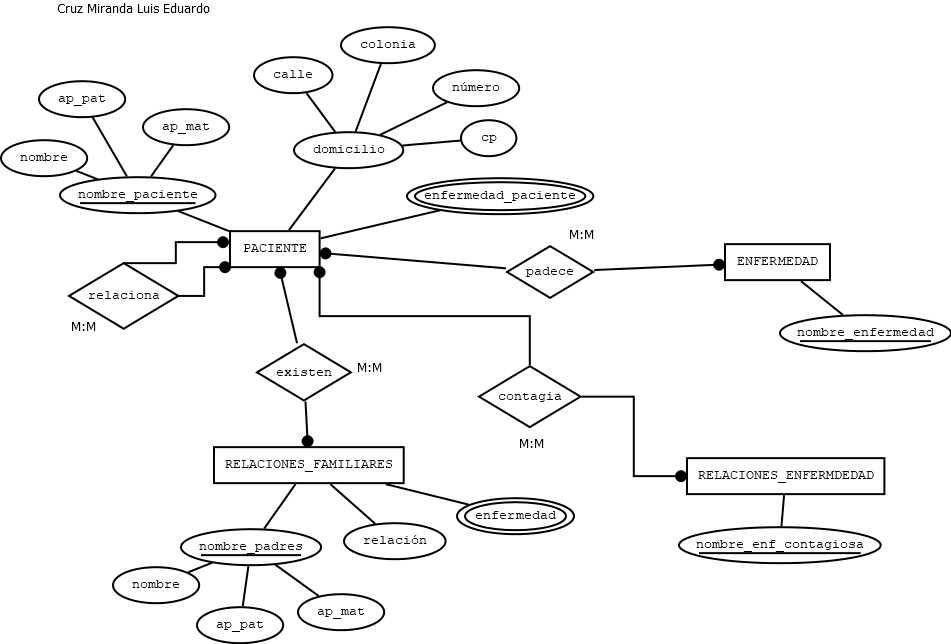 Cruz Miranda Luis Eduardo
colonia
calle
número
ap_pat
ap_mat
cp
domicilio
nombre
nombre_paciente
enfermedad_paciente
M:M
PACIENTE
ENFERMEDAD
padece
relaciona
M:M
nombre_enfermedad
existen
M:M
contagia
M:M
RELACIONES_FAMILIARES
RELACIONES_ENFERMDEDAD
enfermedad
relación
nombre_padres
nombre_enf_contagiosa
nombre
ap_mat
ap_pat